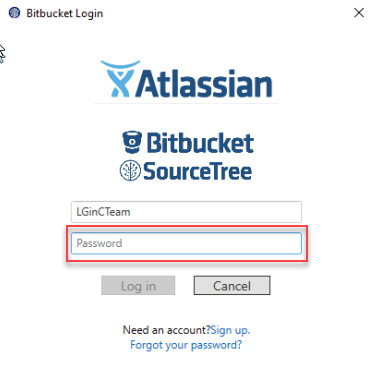 Bitbucket Login
Atlassian
Bitbucket
SourceTree
LGinCTeam
Password
Log in
Cancel
Need an account?Sign up.
Forgot your password?